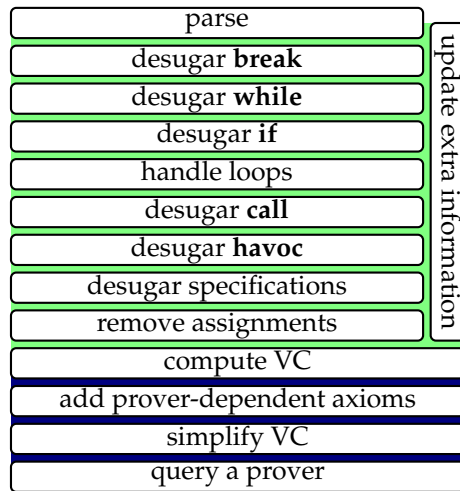 parse
desugar break
desugar while
desugar if
handle loops
desugar call
desugar havoc
desugar specifications
remove assignments
update extra information
compute VC
add prover-dependent axioms
simplify VC
query a prover